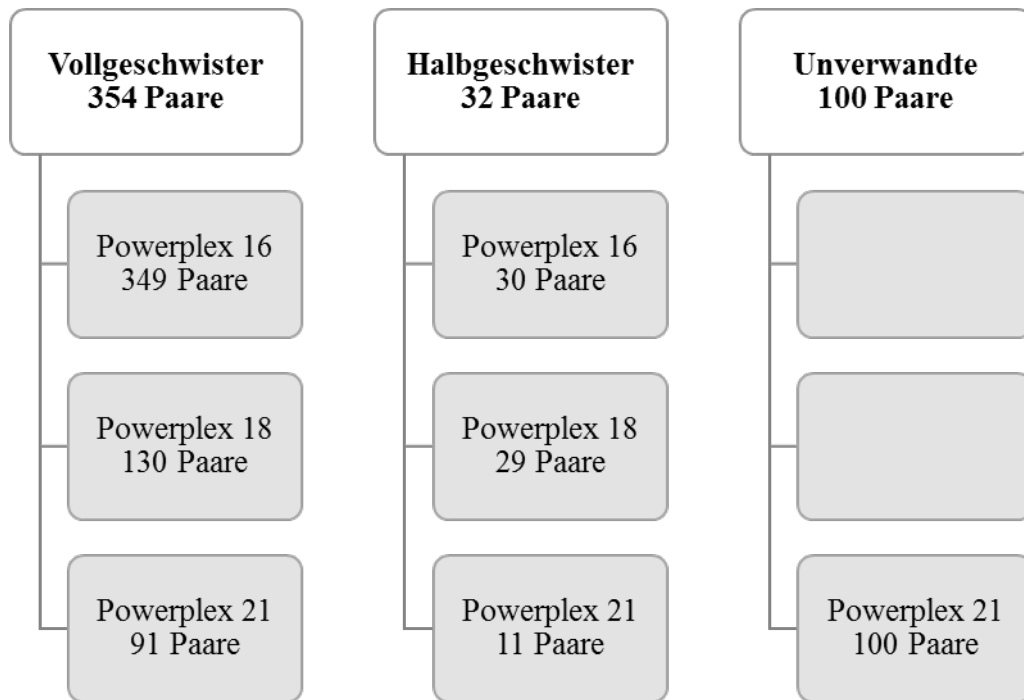 Vollgeschwister
354 Paare
Powerplex 16
349 Paare
Powerplex 18
130 Paare
Powerplex 21
91 Paare
Halbgeschwister
32 Paare
Powerplex 16
30 Paare
Powerplex 18
29 Paare
Powerplex 21
11 Paare
Unverwandte
100 Paare
Powerplex 21
100 Paare